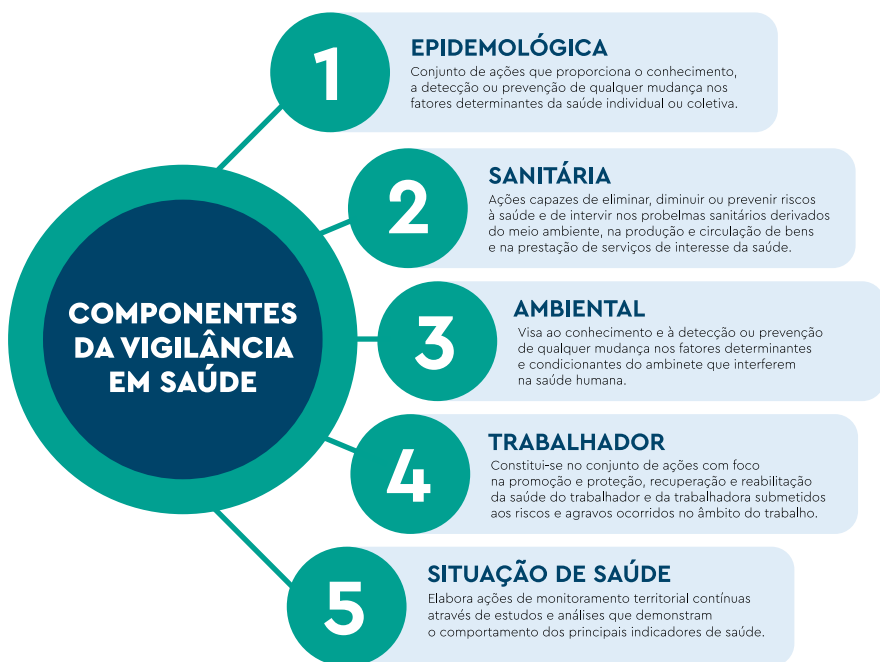 COMPONENTES
DA VIGILÂNCIA
EM SAÚDE
1
EPIDEMOLÓGICA
Conjunto de ações que proporciona o conhecimento,
a detecção ou prevenção de qualquer mudança nos
fatores determinantes da saúde individual ou coletiva.
2
SANITÁRIA
Ações capazes de eliminar, diminuir ou prevenir riscos
à saúde e de intervir nos probelmas sanitários derivados
do meio ambiente, na produção e circulação de bens
e na prestação de serviços de interesse da saúde.
3
AMBIENTAL
Visa ao conhecimento e à detecção ou prevenção
de qualquer mudança nos fatores determinantes
e condicionantes do ambinete que interferem
na saúde humana.
4
TRABALHADOR
Constitui-se no conjunto de ações com foco
na promoção e proteção, recuperação e reabilitação
da saúde do trabalhador e da trabalhadora submetidos
aos riscos e agravos ocorridos no âmbito do trabalho.
5
SITUAÇÃO DE SAÚDE
Elabora ações de monitoramento territorial contínuas
através de estudos e análises que demonstram
o comportamento dos principais indicadores de saúde.